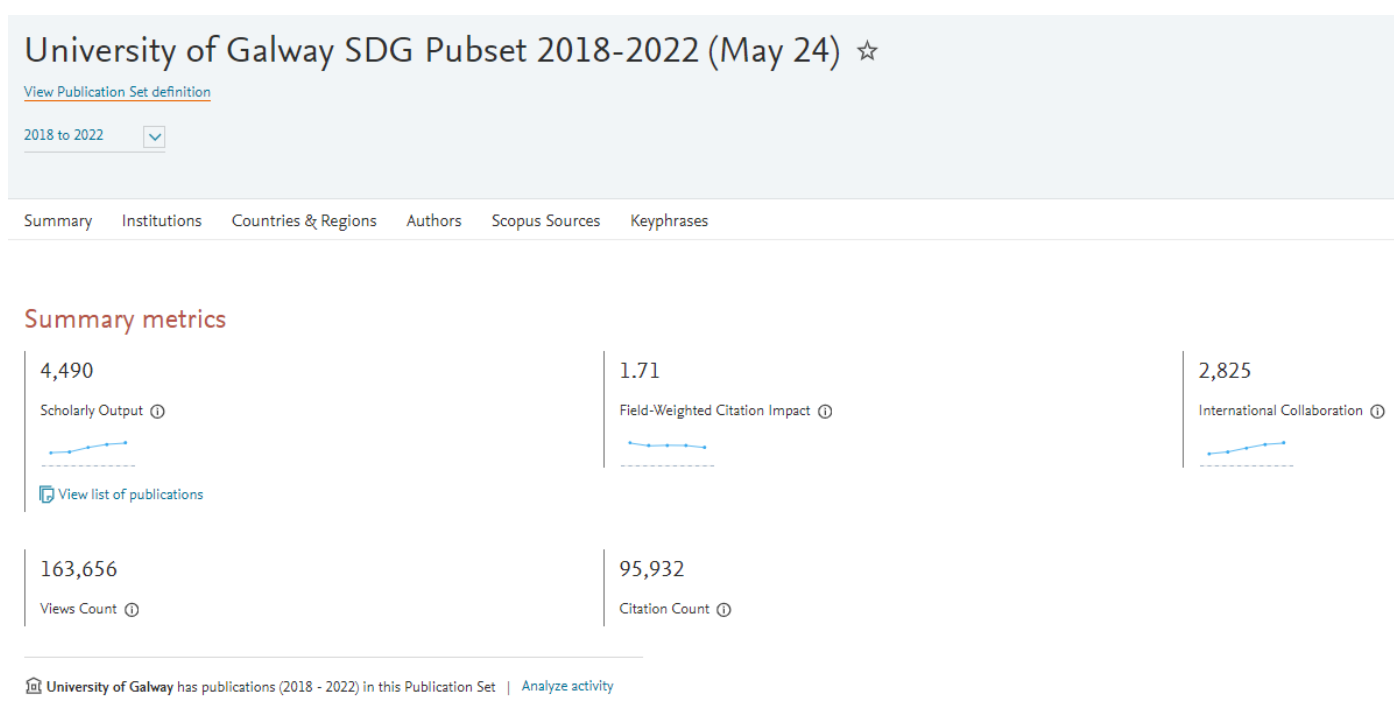 University of Galway SDG Pubset 2018-2022 (May 24)
View Publication Set definition
2018 to 2022
Summary Institutions Countries & Regions Authors Scopus Sources Keyphrases
Summary metrics
4,490 1.71 2,825
Scholarly Output Field-Weighted Citation Impact International Collaboration
View list of publications
163,656 95,932
Views Count Citation Count
University of Galway has publications (2018 - 2022) in this Publication Set | Analyze activity